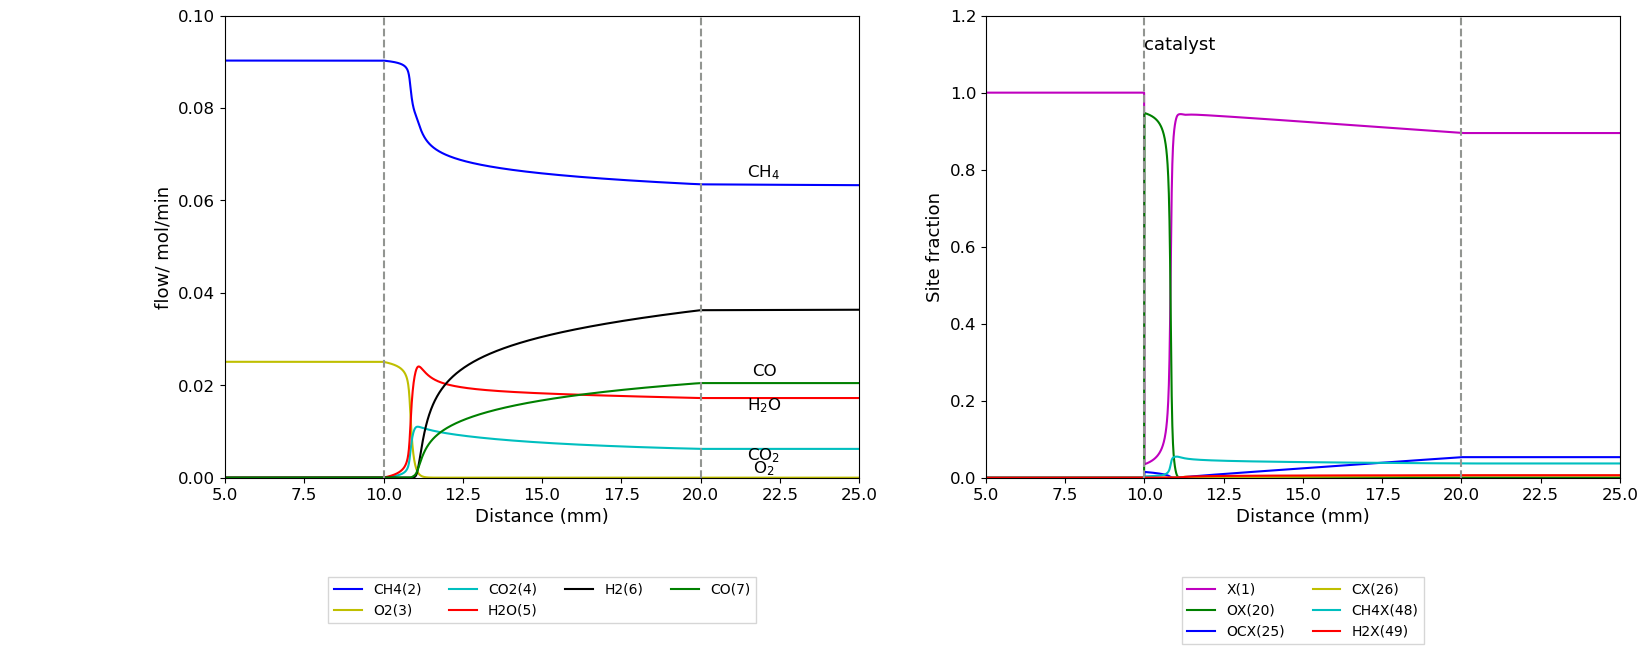 0.10
0.08
0.06
0.04
0.02
0.00
flow/ mol/min
CH₄
CO
H₂O
CO₂
O₂
5.0 7.5 10.0 12.5 15.0 17.5 20.0 22.5 25.0
Distance (mm)
CH4(2) CO2(4) H2(6) CO(7)
O2(3) H2O(5)
1.2
1.0
0.8
0.6
0.4
0.2
0.0
Site fraction
catalyst
5.0 7.5 10.0 12.5 15.0 17.5 20.0 22.5 25.0
Distance (mm)
X(1) CX(26)
OX(20) CH4X(48)
OCX(25) H2X(49)